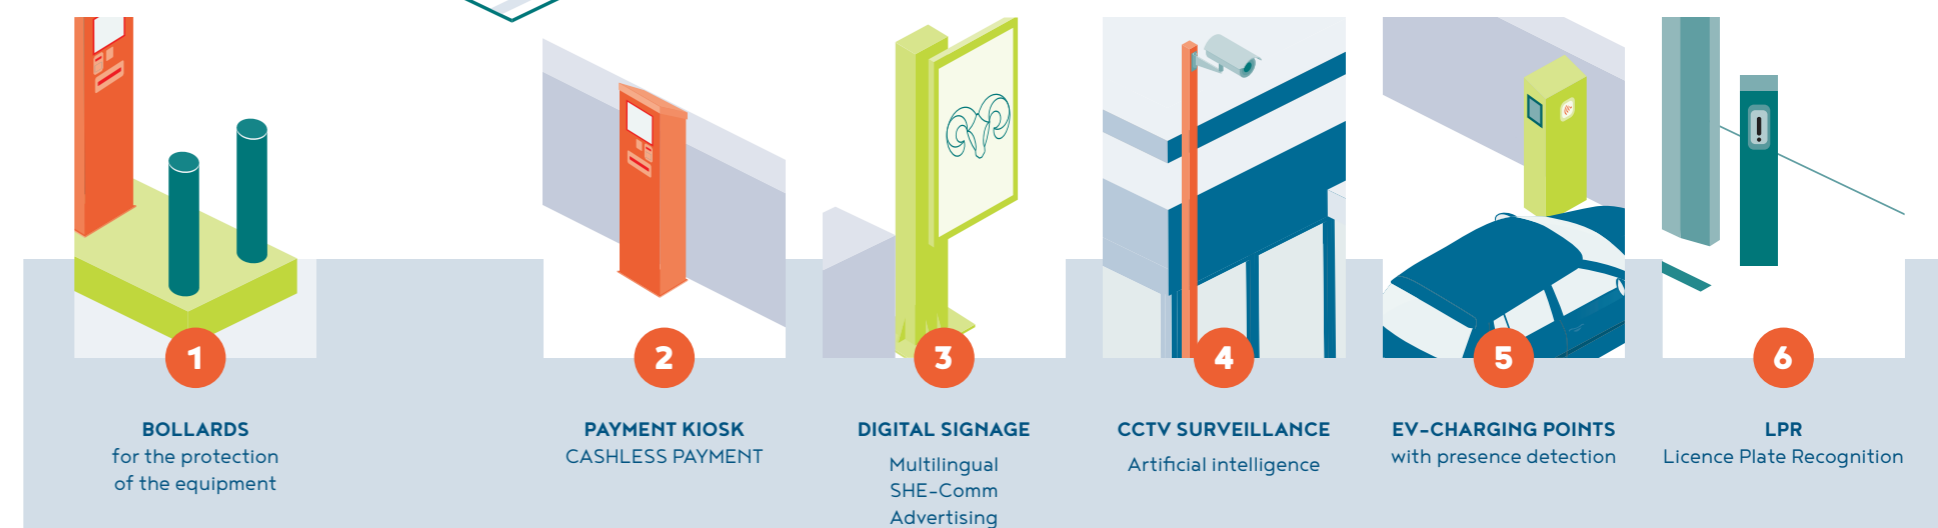 1
BOLLARDS
for the protection
of the equipment
2
PAYMENT KIOSK
CASHLESS PAYMENT
3
DIGITAL SIGNAGE
Multilingual
SHE-Comm
Advertising
4
CCTV SURVEILLANCE
Artificial intelligence
5
EV-CHARGING POINTS
with presence detection
6
LPR
Licence Plate Recognition